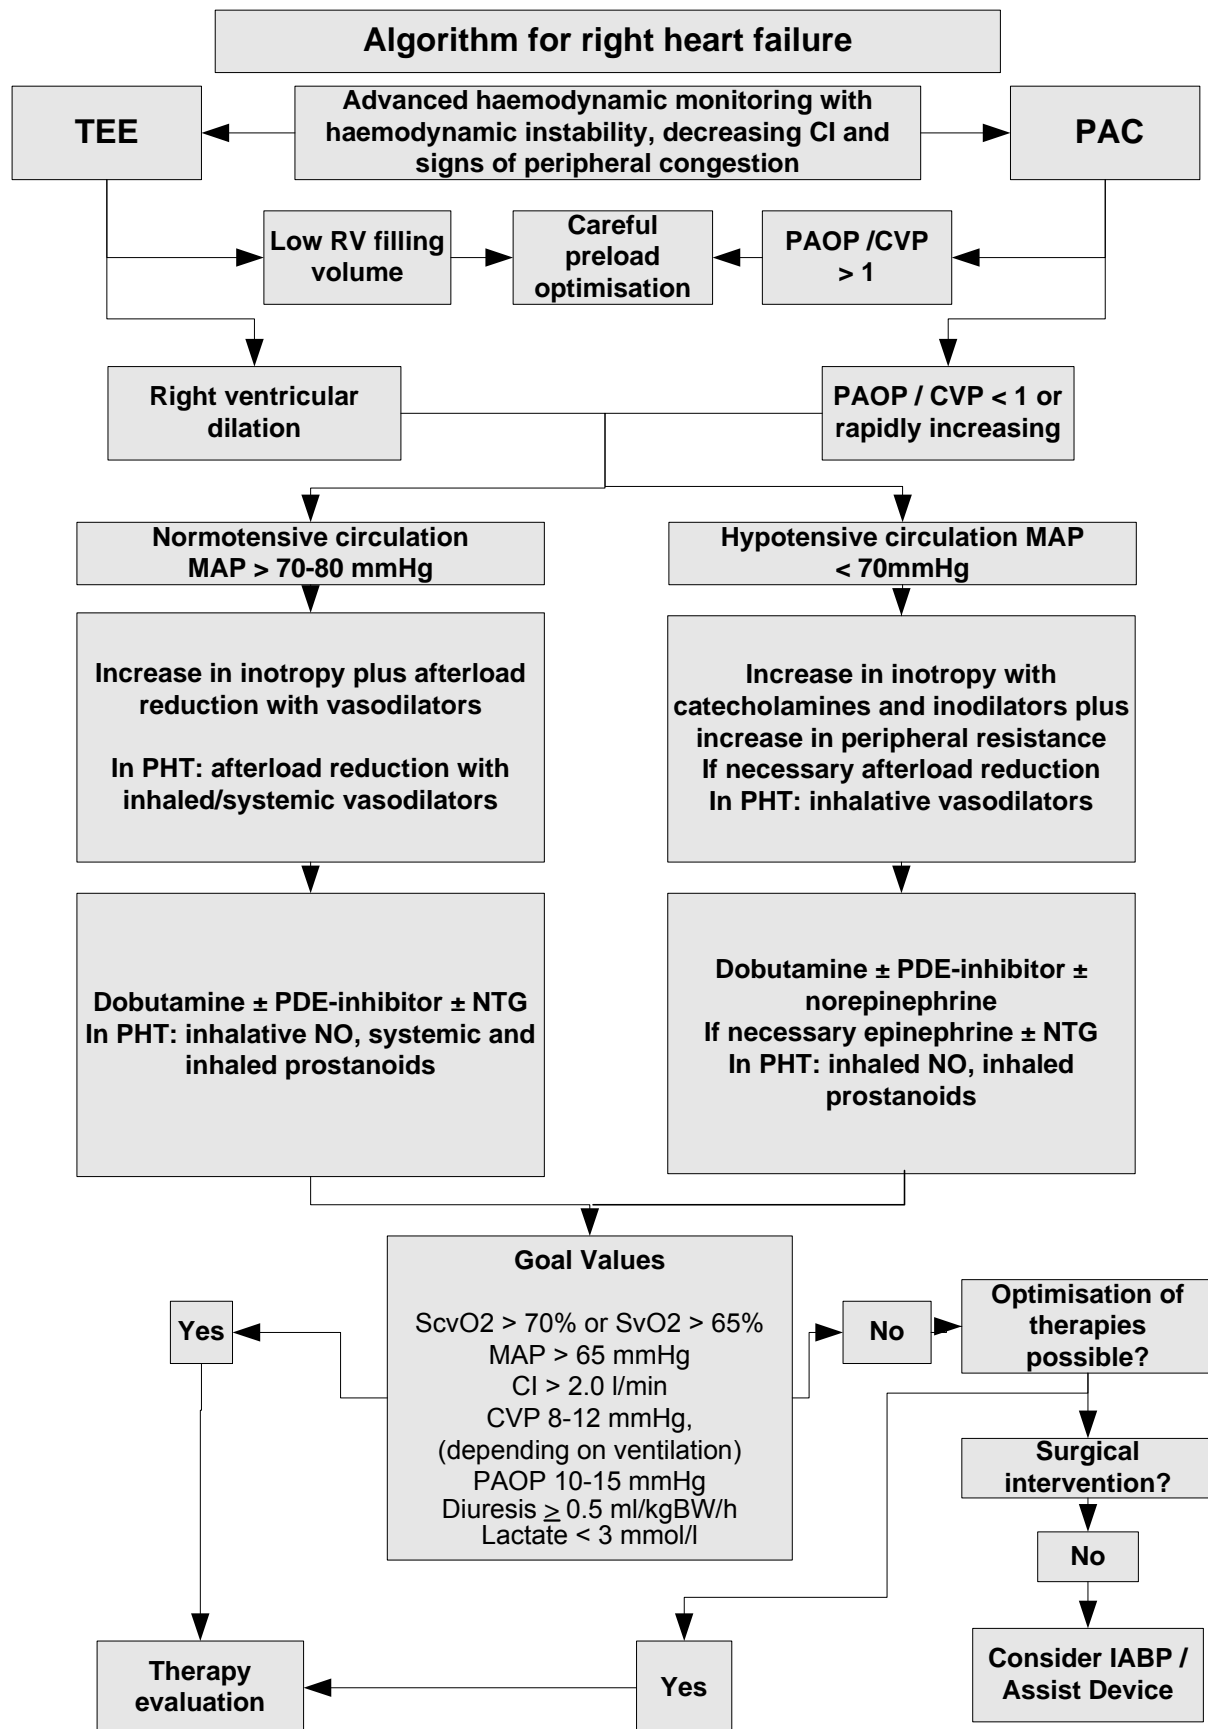 Algorithm for right heart failure
TEE
Advanced haemodynamic monitoring with
haemodynamic instability, decreasing CI and
signs of peripheral congestion
PAC
Low RV filling
volume
Careful
preload
optimisation
PAOP /CVP
> 1
Right ventricular
dilation
PAOP / CVP < 1 or
rapidly increasing
Normotensive circulation
MAP > 70-80 mmHg
Hypotensive circulation MAP
< 70mmHg
Increase in inotropy plus afterload
reduction with vasodilators
In PHT: afterload reduction with
inhaled/systemic vasodilators
Increase in inotropy with
catecholamines and inodilators plus
increase in peripheral resistance
If necessary afterload reduction
In PHT: inhalative vasodilators
Dobutamine ± PDE-inhibitor ± NTG
In PHT: inhalative NO, systemic and
inhaled prostanoids
Dobutamine ± PDE-inhibitor ±
norepinephrine
If necessary epinephrine ± NTG
In PHT: inhaled NO, inhaled
prostanoids
Goal Values
ScvO2 > 70% or SvO2 > 65%
MAP > 65 mmHg
CI > 2.0 l/min
CVP 8-12 mmHg,
(depending on ventilation)
PAOP 10-15 mmHg
Diuresis ≥ 0.5 ml/kgBW/h
Lactate < 3 mmol/l
Yes
No
Optimisation of
therapies
possible?
Surgical
intervention?
No
Therapy
evaluation
Yes
Consider IABP /
Assist Device